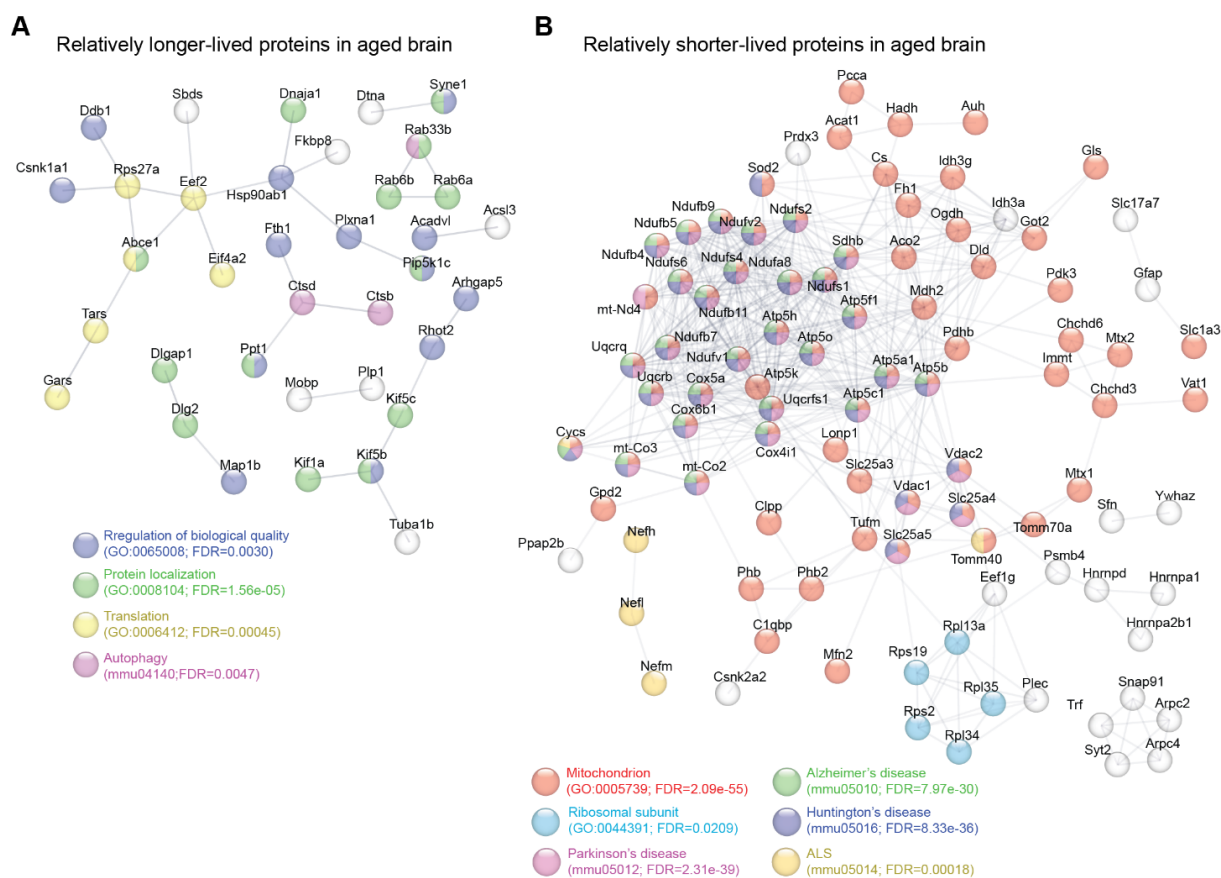 A
Relatively longer-lived proteins in aged brain
Sbds
Ddb1
Dnaja1
Dtna
Syne1
Fkbp8
Rab33b
Csnk1a1
Rps27a
Eef2
Hsp90ab1
Rab6b
Rab6a
Plxna1
Acadvl
Acsl3
Abce1
Eif4a2
Fth1
Pip5k1c
Arhgap5
Ctsd
Ctsb
Rhot2
Tars
Ppt1
Dlgap1
Mobp
Plp1
Gars
Kif5c
Dlg2
Map1b
Kif1a
Kif5b
Tuba1b
Rregulation of biological quality
(GO:0065008; FDR=0.0030)
Protein localization
(GO:0008104; FDR=1.56e-05)
Translation
(GO:0006412; FDR=0.00045)
Autophagy
(mmu04140;FDR=0.0047)
B
Relatively shorter-lived proteins in aged brain
Pcca
Hadh
Auh
Acat1
Prdx3
Sod2
Cs
Idh3g
Gls
Fh1
Idh3a
Slc17a7
Ndufb9
Ndufb5
Ndufv2
Ndufs2
Ogdh
Got2
Ndufb4
Ndufs6
Ndufs4
Ndufa8
Sdhb
Aco2
Dld
Gfap
mt-Nd4
Ndufb11
Ndufs1
Atp5f1
Mdh2
Pdk3
Atp5h
Ndufb7
Atp5o
Pdhb
Chchd6
Mtx2
Slc1a3
Uqcrq
Ndufv1
Atp5a1
Atp5b
Immt
Uqcrb
Cox5a
Atp5k
Chchd3
Vat1
Cox6b1
Uqcrfs1
Atp5c1
Cycs
mt-Co3
Cox4i1
Lonp1
mt-Co2
Slc25a3
Vdac2
Mtx1
Gpd2
Clpp
Vdac1
Slc25a4
Sfn
Ywhaz
Ppap2b
Nefh
Tufm
Slc25a5
Tomm70a
Tomm40
Psmb4
Phb
Phb2
Eef1g
Hnrnpd
Hnrnpa1
Nefl
C1qbp
Rpl13a
Hnrnpa2b1
Nefm
Csnk2a2
Mfn2
Rps19
Rpl35
Plec
Snap91
Trf
Arpc2
Rps2
Rpl34
Syt2
Arpc4
Mitochondrion
(GO:0005739; FDR=2.09e-55)
Ribosomal subunit
(GO:0044391; FDR=0.0209)
Parkinson's disease
(mmu05012; FDR=2.31e-39)
Alzheimer's disease
(mmu05010; FDR=7.97e-30)
Huntington's disease
(mmu05016; FDR=8.33e-36)
ALS
(mmu05014; FDR=0.00018)